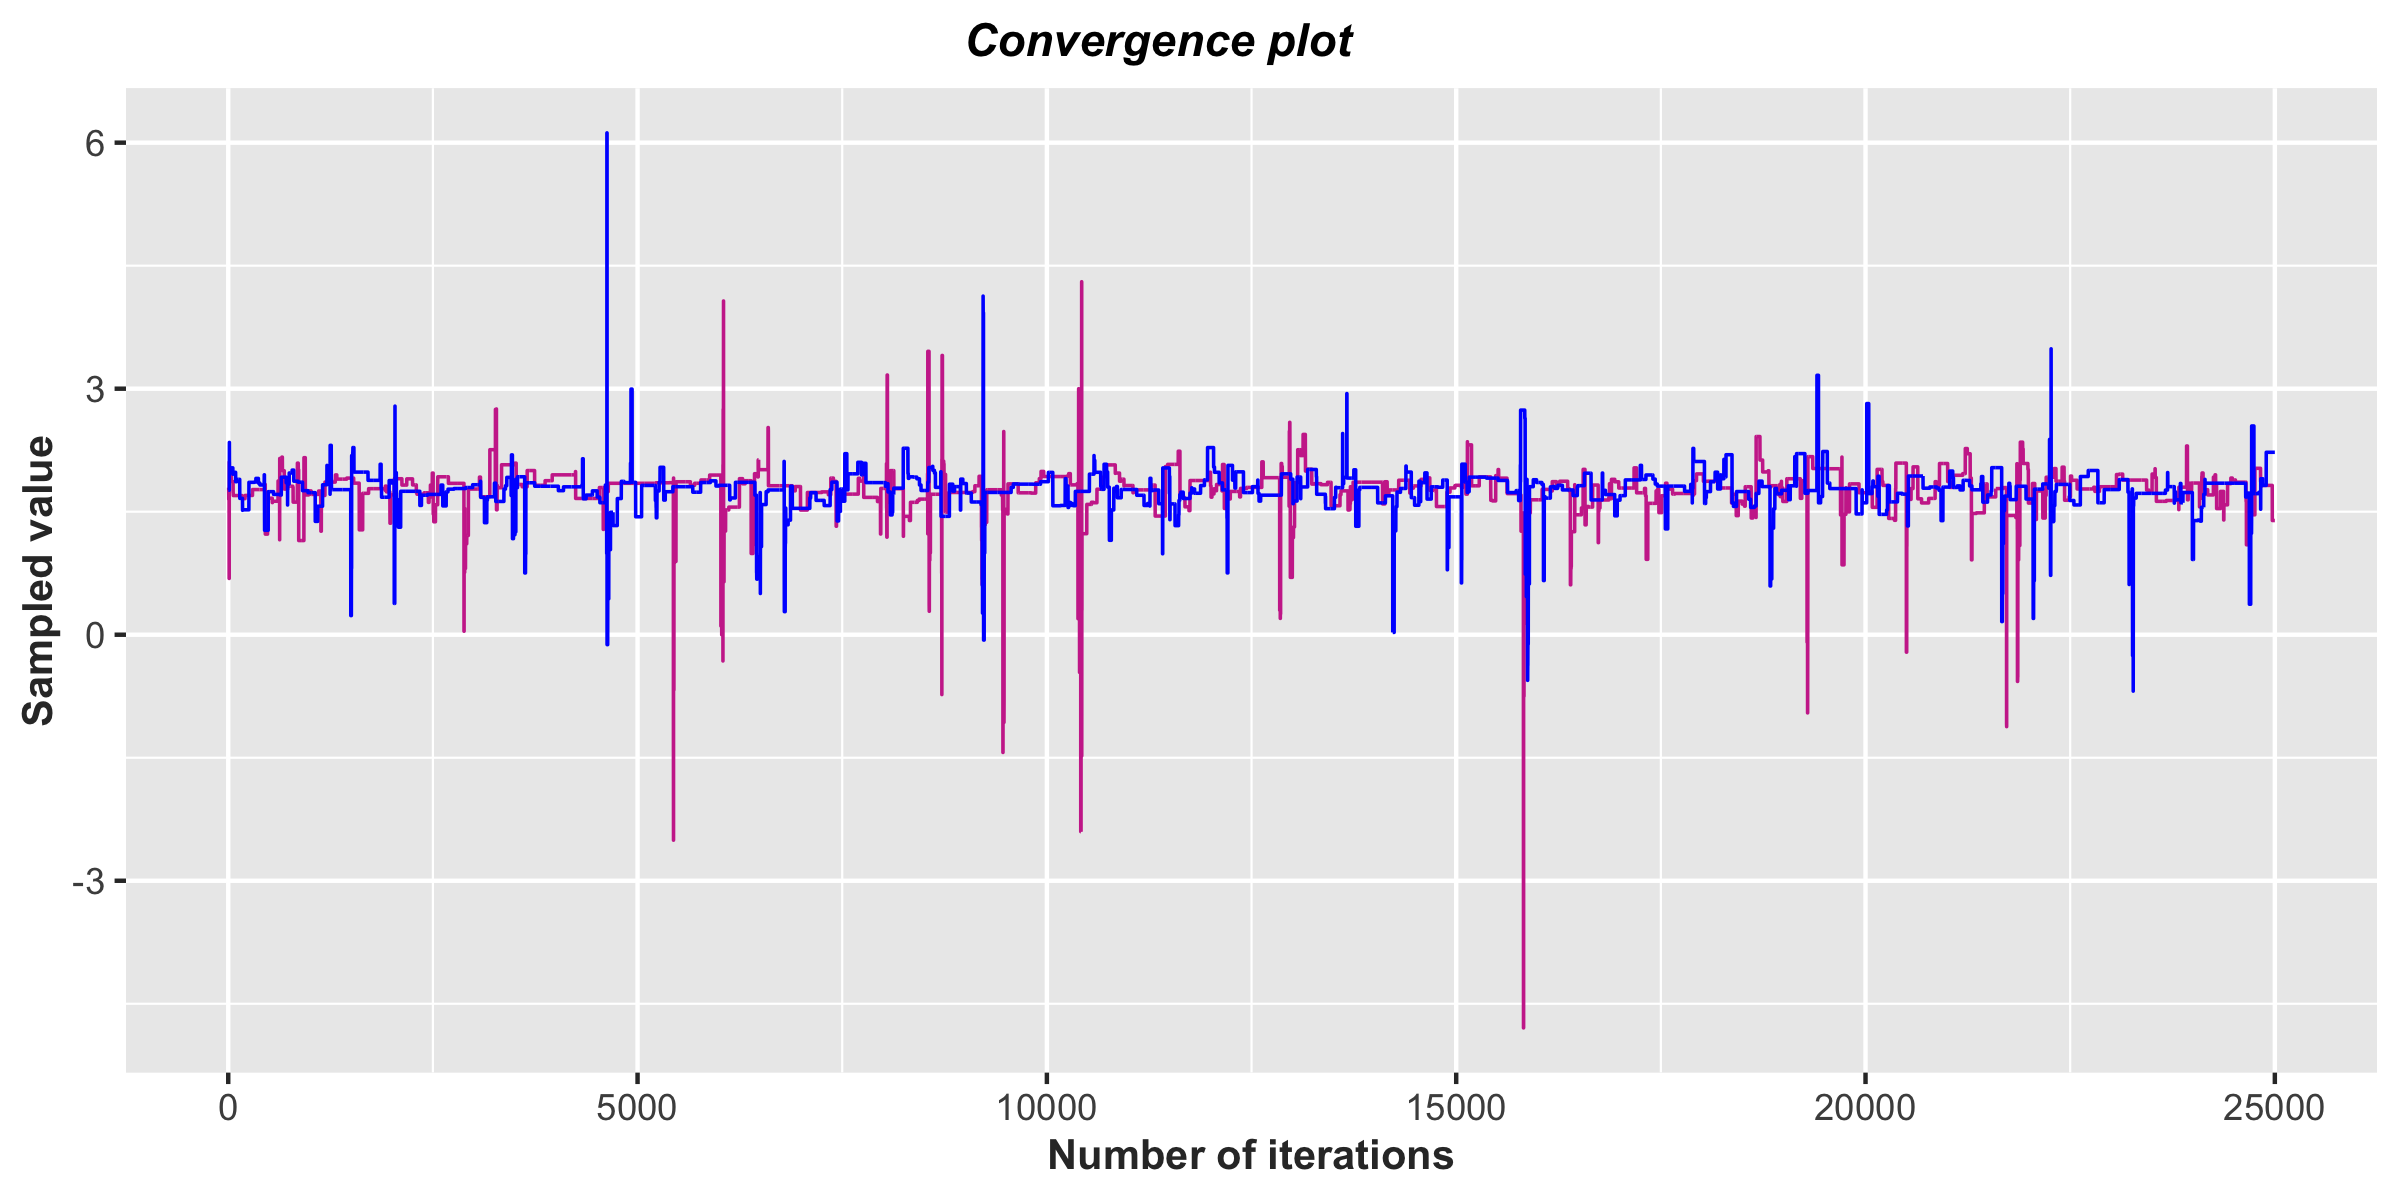 Convergence plot
6
3
0
-3
Sampled value
0 5000 10000 15000 20000 25000
Number of iterations